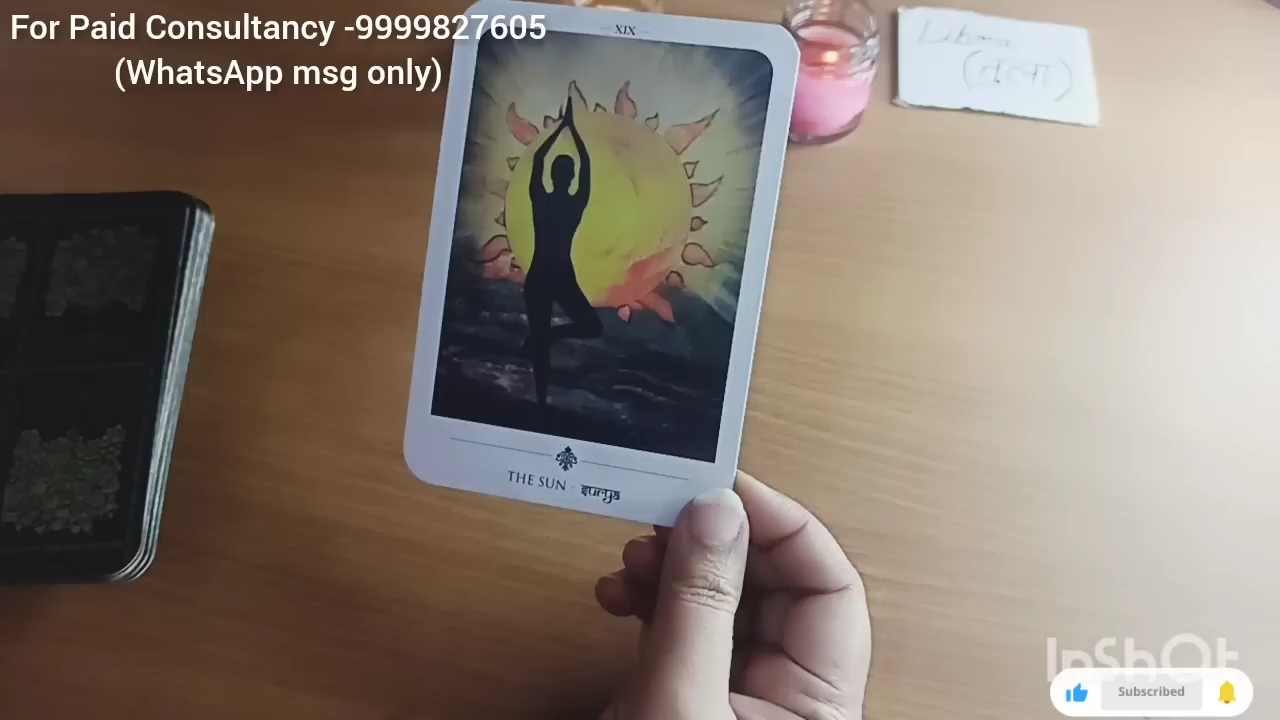 For Paid Consultancy -9999827605
(WhatsApp msg only)
XIX
Libra
(तुला)
THE SUN - surya
InShOt
Subscribed